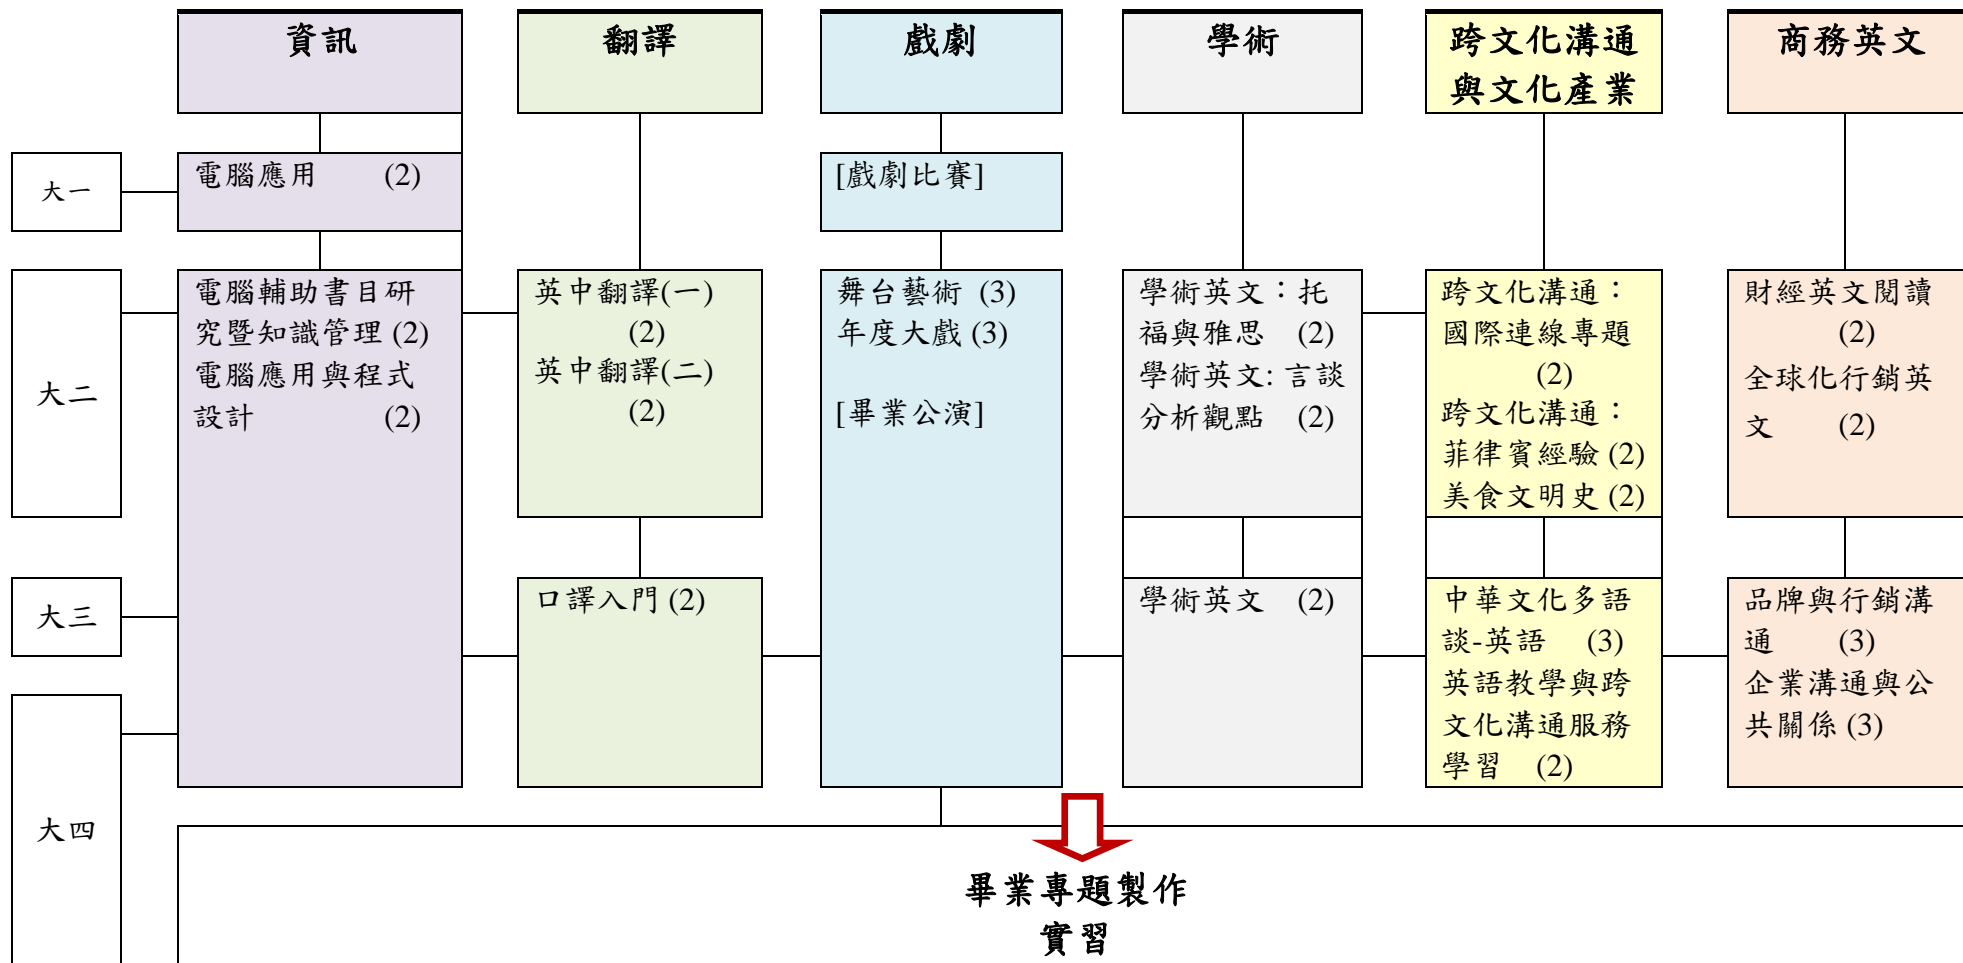 資訊
翻譯
戲劇
學術
跨文化溝通
與文化產業
商務英文
大一
電腦應用 (2)
[戲劇比賽]
大二
電腦輔助書目研
究暨知識管理 (2)
電腦應用與程式
設計 (2)
英中翻譯(一)
(2)
英中翻譯(二)
(2)
舞台藝術 (3)
年度大戲 (3)
[畢業公演]
學術英文：托
福與雅思 (2)
學術英文: 言談
分析觀點 (2)
跨文化溝通：
國際連線專題
(2)
跨文化溝通：
菲律賓經驗 (2)
美食文明史 (2)
財經英文閱讀
(2)
全球化行銷英
文 (2)
大三
口譯入門 (2)
學術英文 (2)
中華文化多語
談-英語 (3)
英語教學與跨
文化溝通服務
學習 (2)
品牌與行銷溝
通 (3)
企業溝通與公
共關係 (3)
大四
畢業專題製作
實習